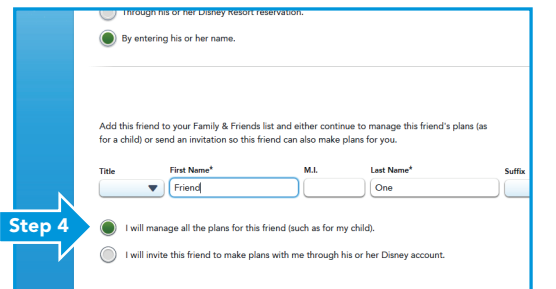 Through his or her Disney Resort reservation.
By entering his or her name.
Add this friend to your Family & Friends list and either continue to manage this friend's plans (as
for a child) or send an invitation so this friend can also make plans for you.
Title First Name* M.I. Last Name* Suffix
Friend One
Step 4
I will manage all the plans for this friend (such as for my child).
I will invite this friend to make plans with me through his or her Disney account.